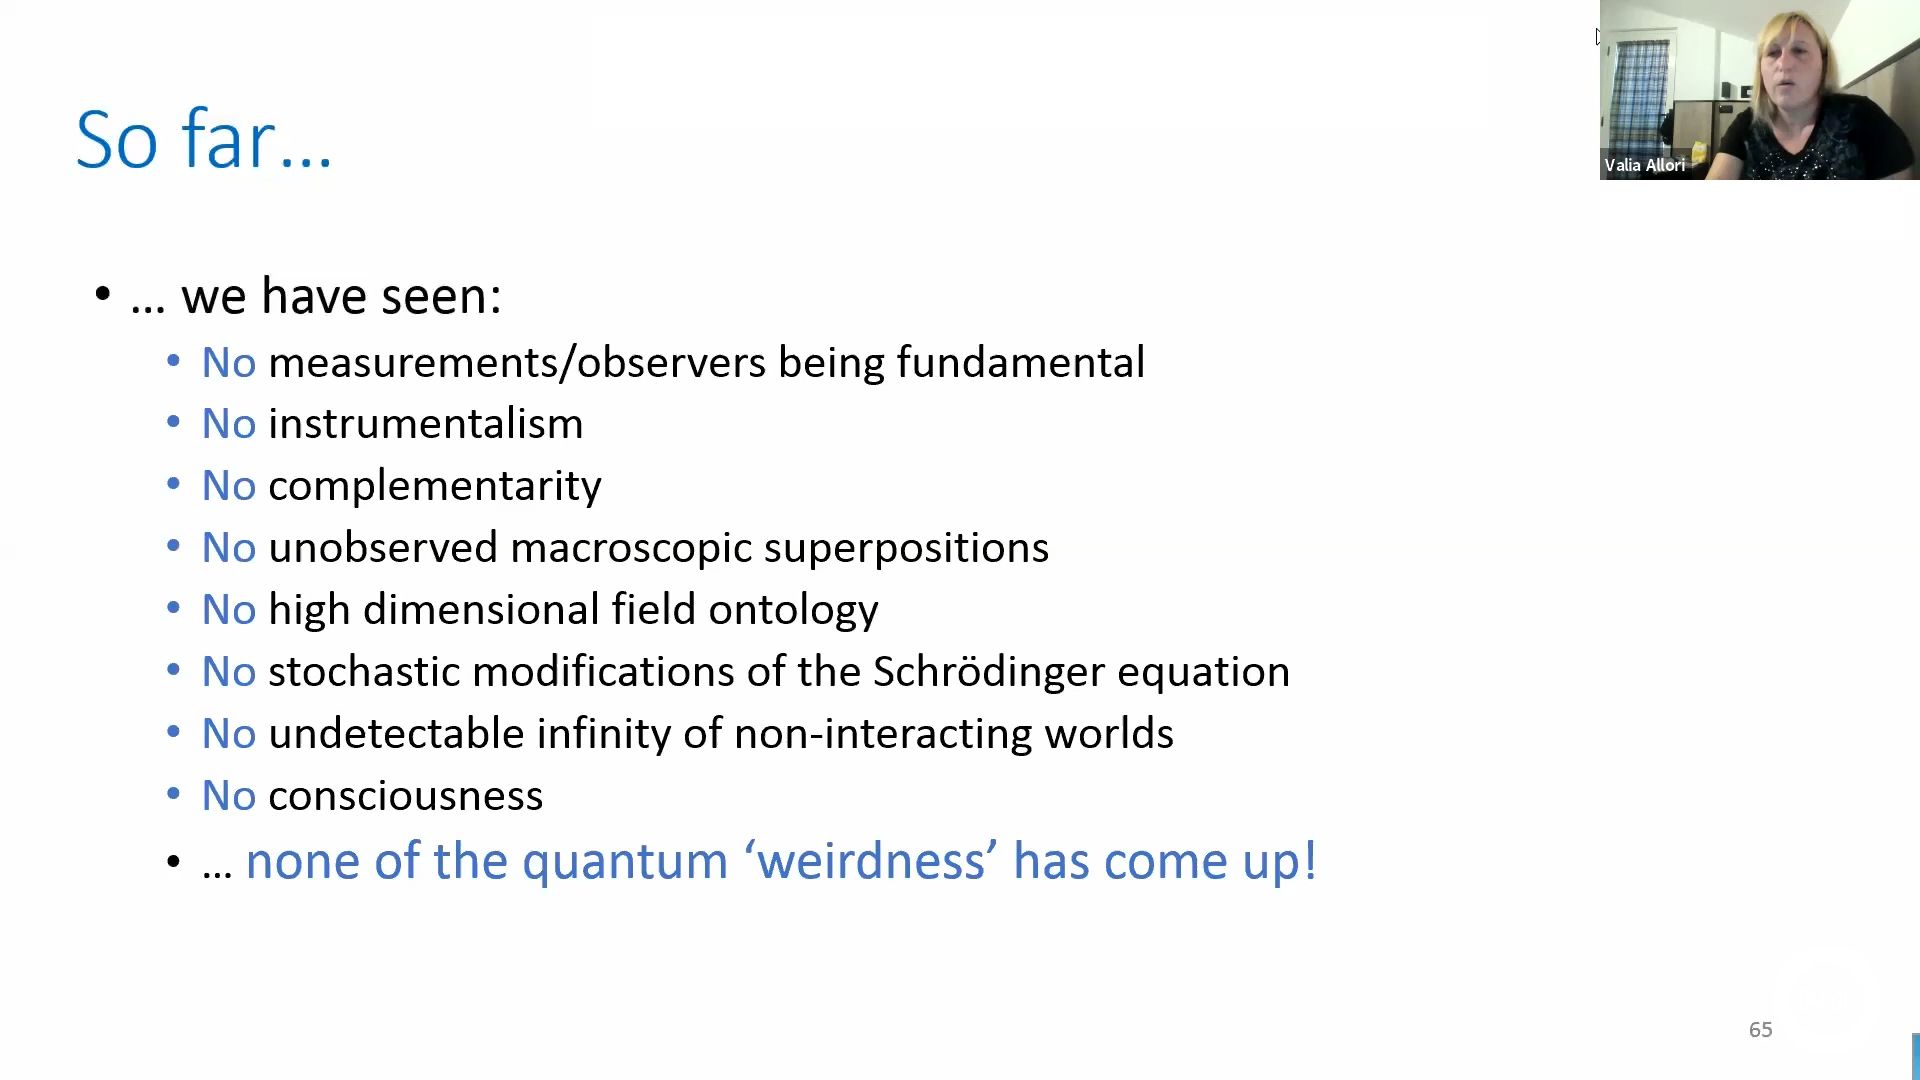 Valia Allori
So far…
• … we have seen:
• No measurements/observers being fundamental
• No instrumentalism
• No complementarity
• No unobserved macroscopic superpositions
• No high dimensional field ontology
• No stochastic modifications of the Schrödinger equation
• No undetectable infinity of non-interacting worlds
• No consciousness
• … none of the quantum ‘weirdness’ has come up!
65